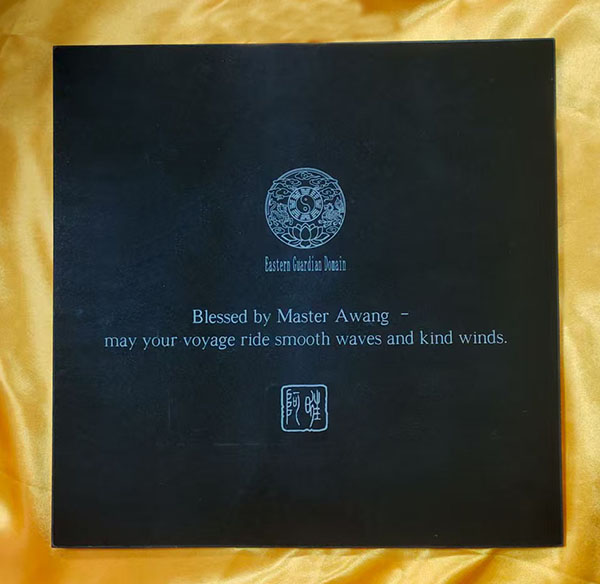 Eastern Guardian Domain
Blessed by Master Awang –
may your voyage ride smooth waves and kind winds.